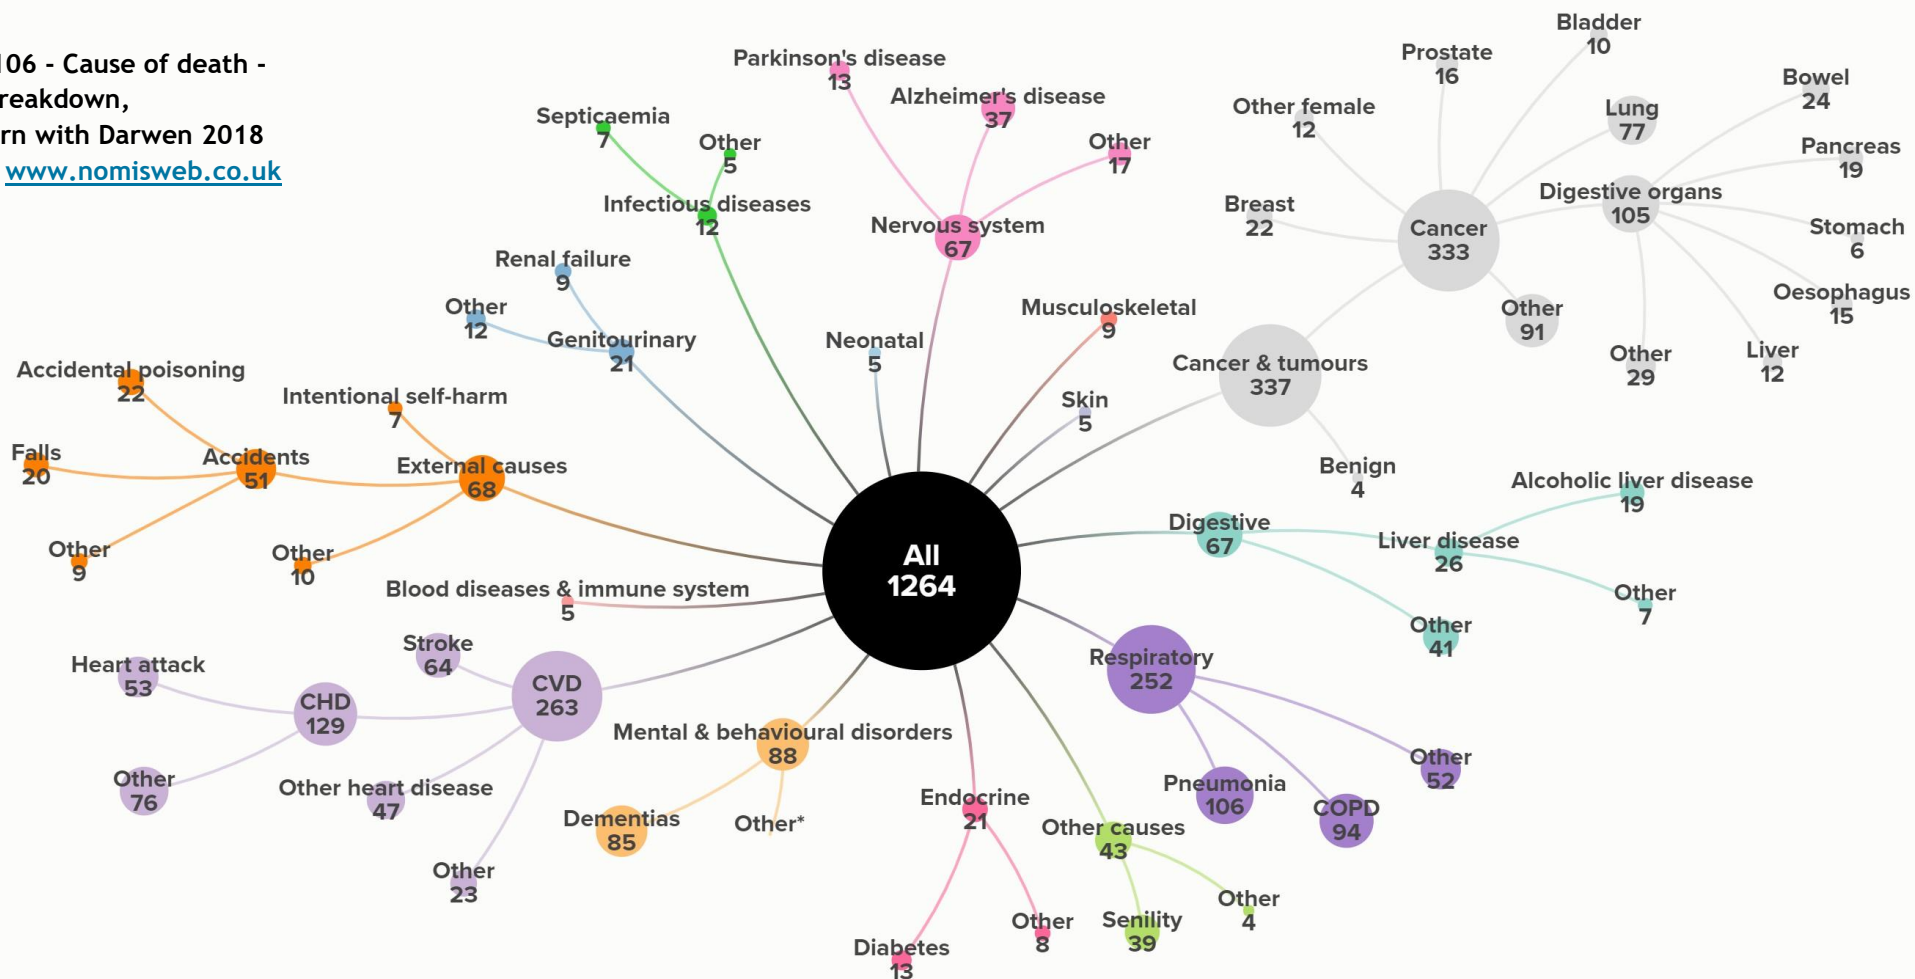 106 - Cause of death -
reakdown,
rn with Darwen 2018
www.nomisweb.co.uk
Parkinson's disease
13
Alzheimer's disease
37
Other
17
Nervous system
67
Septicaemia
7
Other
5
Infectious diseases
12
Renal failure
9
Other
12
Genitourinary
21
Neonatal
5
Musculoskeletal
9
Skin
5
Bladder
10
Prostate
16
Other female
12
Breast
22
Lung
77
Cancer
333
Other
91
Digestive organs
105
Bowel
24
Pancreas
19
Stomach
6
Oesophagus
15
Liver
12
Other
29
Cancer & tumours
337
Benign
4
Accidental poisoning
22
Intentional self-harm
7
Falls
20
Accidents
51
External causes
68
Other
9
Other
10
Blood diseases & immune system
5
All
1264
Digestive
67
Liver disease
26
Alcoholic liver disease
19
Other
7
Other
41
Stroke
64
Heart attack
53
CHD
129
CVD
263
Other
76
Other heart disease
47
Other
23
Mental & behavioural disorders
88
Dementias
85
Other*
Endocrine
21
Diabetes
13
Other
8
Other causes
43
Senility
39
Other
4
Respiratory
252
Pneumonia
106
COPD
94
Other
52